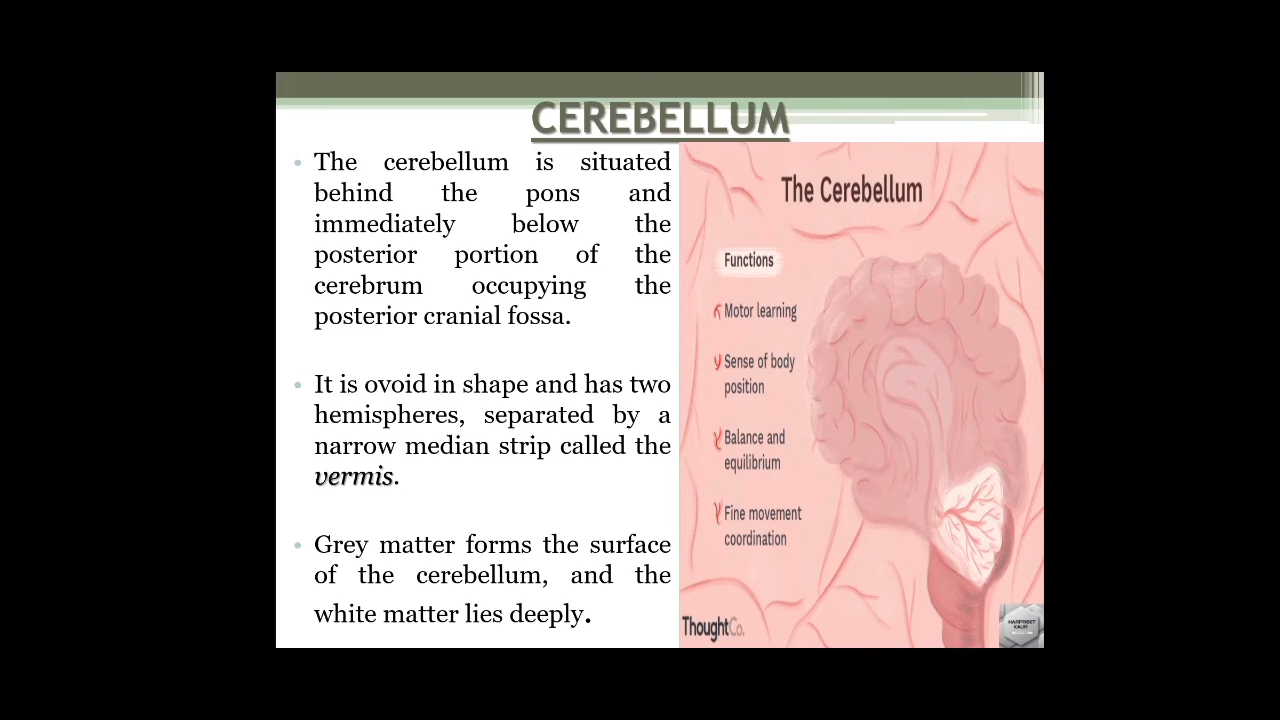 CEREBELLUM
• The cerebellum is situated
behind the pons and
immediately below the
posterior portion of the
cerebrum occupying the
posterior cranial fossa.
• It is ovoid in shape and has two
hemispheres, separated by a
narrow median strip called the
vermis.
• Grey matter forms the surface
of the cerebellum, and the
white matter lies deeply.
The Cerebellum
Functions
Motor learning
Sense of body
position
Balance and
equilibrium
Fine movement
coordination
ThoughtCo.
HARPREET
KAUR